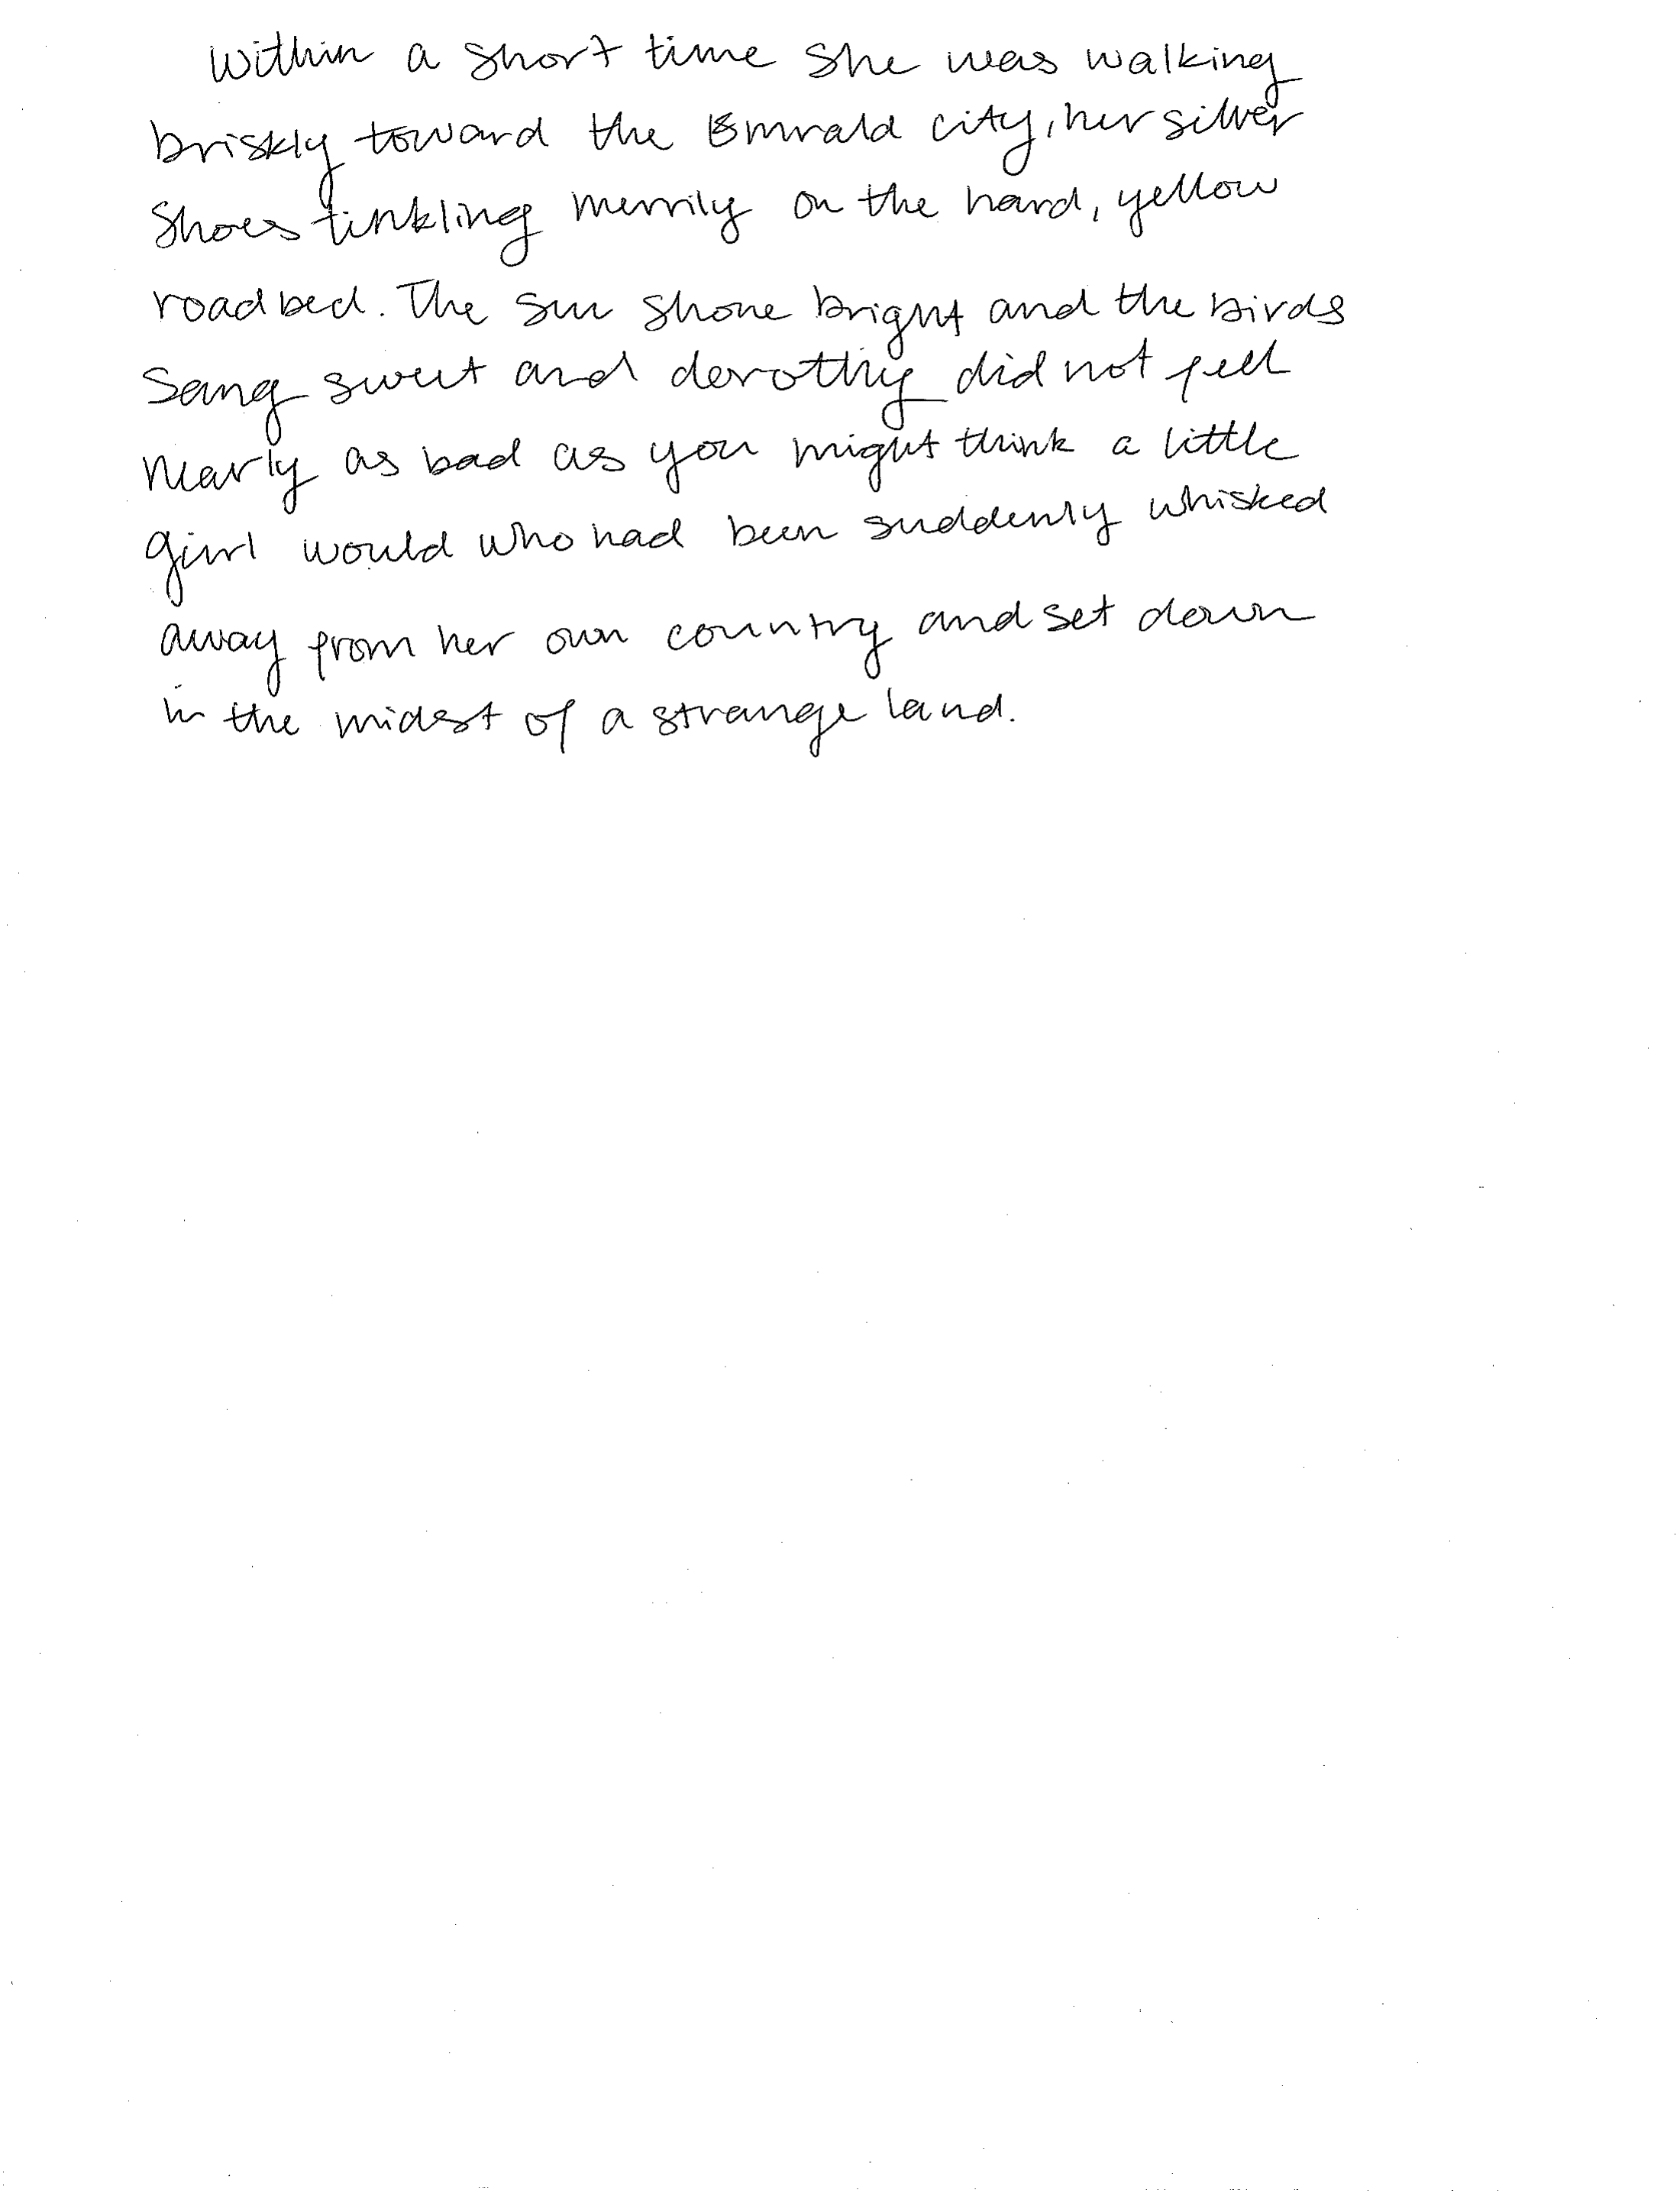 Within a short time she was walking
briskly toward the Emrald city, her silver
Shoes tinkling merrily on the hard, yellow
roadbed. The sun shone bright and the birds
Sang sweet and dorothy did not feel
nearly as bad as you might think a little
girl would who had been suddenly whisked
away from her own country and set down
in the midst of a strange land.